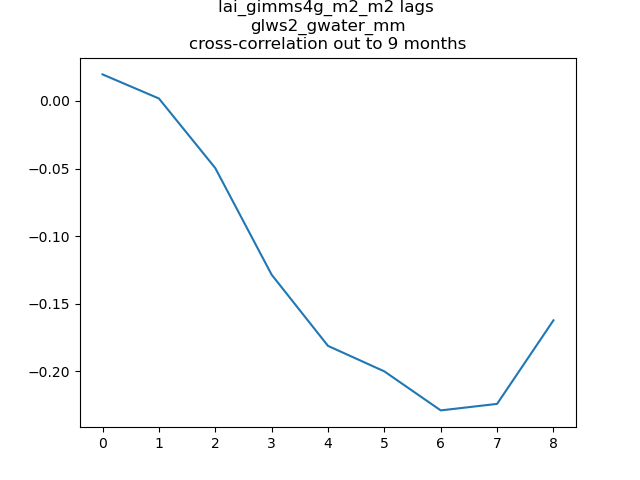 lai_gimms4g_m2_m2 lags
glws2_gwater_mm
cross-correlation out to 9 months
0.00
−0.05
−0.10
−0.15
−0.20
0 1 2 3 4 5 6 7 8